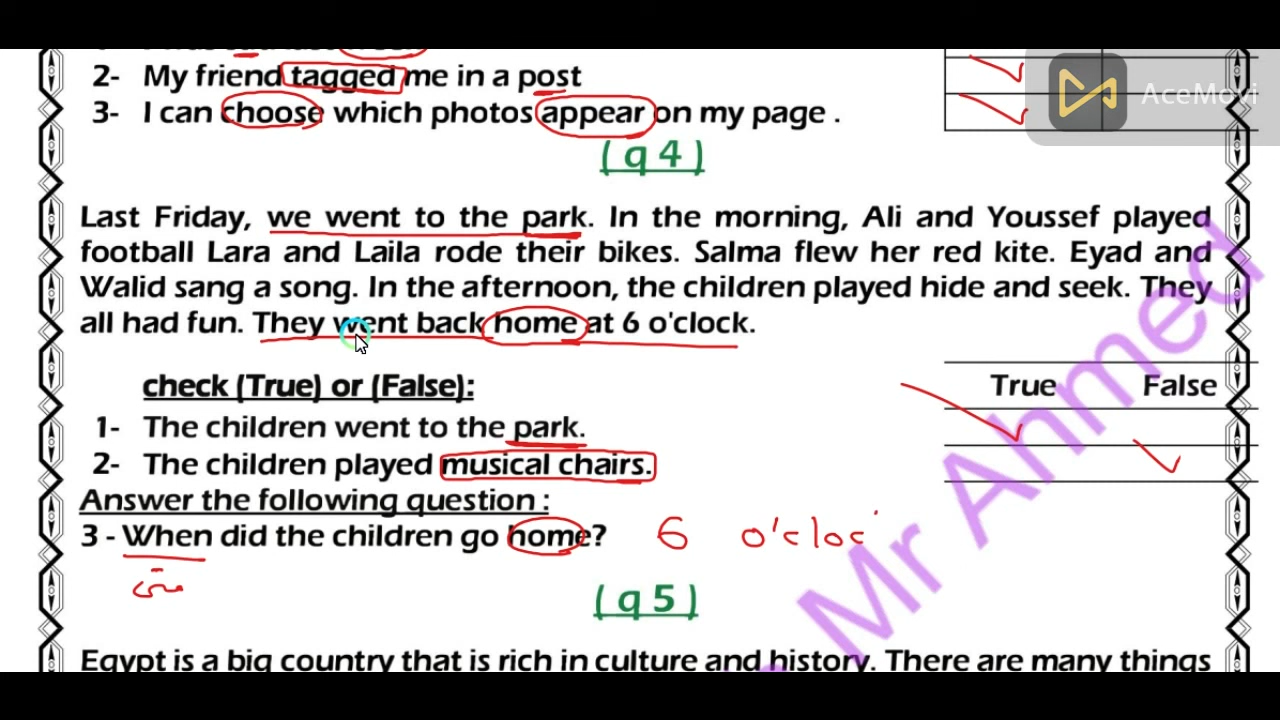 2- My friend tagged me in a post
3- I can choose which photos appear on my page .
AceMovi
( q 4 )
Last Friday, we went to the park. In the morning, Ali and Youssef played
football Lara and Laila rode their bikes. Salma flew her red kite. Eyad and
Walid sang a song. In the afternoon, the children played hide and seek. They
all had fun. They went back home at 6 o'clock.
check (True) or (False):
True False
1- The children went to the park.
2- The children played musical chairs.
Answer the following question :
3 - When did the children go home? 6 o'cloc
متى
( q 5 )
Egypt is a big country that is rich in culture and history. There are many things
Mr Ahmed